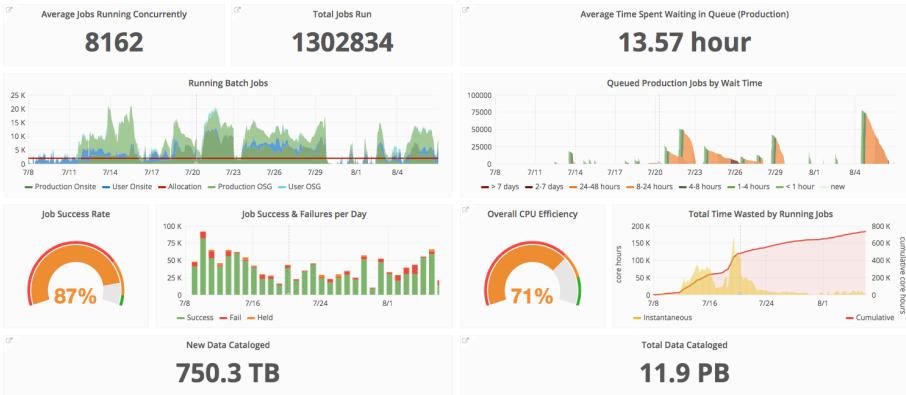 Average Jobs Running Concurrently
8162
Total Jobs Run
1302834
Average Time Spent Waiting in Queue (Production)
13.57 hour
Running Batch Jobs
25 K
20 K
15 K
10 K
5 K
0
7/8 7/11 7/14 7/17 7/20 7/23 7/26 7/29 8/1 8/4
Production Onsite User Onsite Allocation Production OSG User OSG
Queued Production Jobs by Wait Time
100000
75000
50000
25000
0
7/8 7/11 7/14 7/17 7/20 7/23 7/26 7/29 8/1 8/4
> 7 days 2-7 days 24-48 hours 8-24 hours 4-8 hours 1-4 hours < 1 hour new
Job Success Rate
87%
Job Success & Failures per Day
100 K
75 K
50 K
25 K
0
7/8 7/16 7/24 8/1
Success Fail Held
Overall CPU Efficiency
71%
Total Time Wasted by Running Jobs
core hours
200 K
150 K
100 K
50 K
0
800 K
600 K
400 K
200 K
0
cumulative core hours
7/8 7/16 7/24 8/1
Instantaneous Cumulative
New Data Cataloged
750.3 TB
Total Data Cataloged
11.9 PB